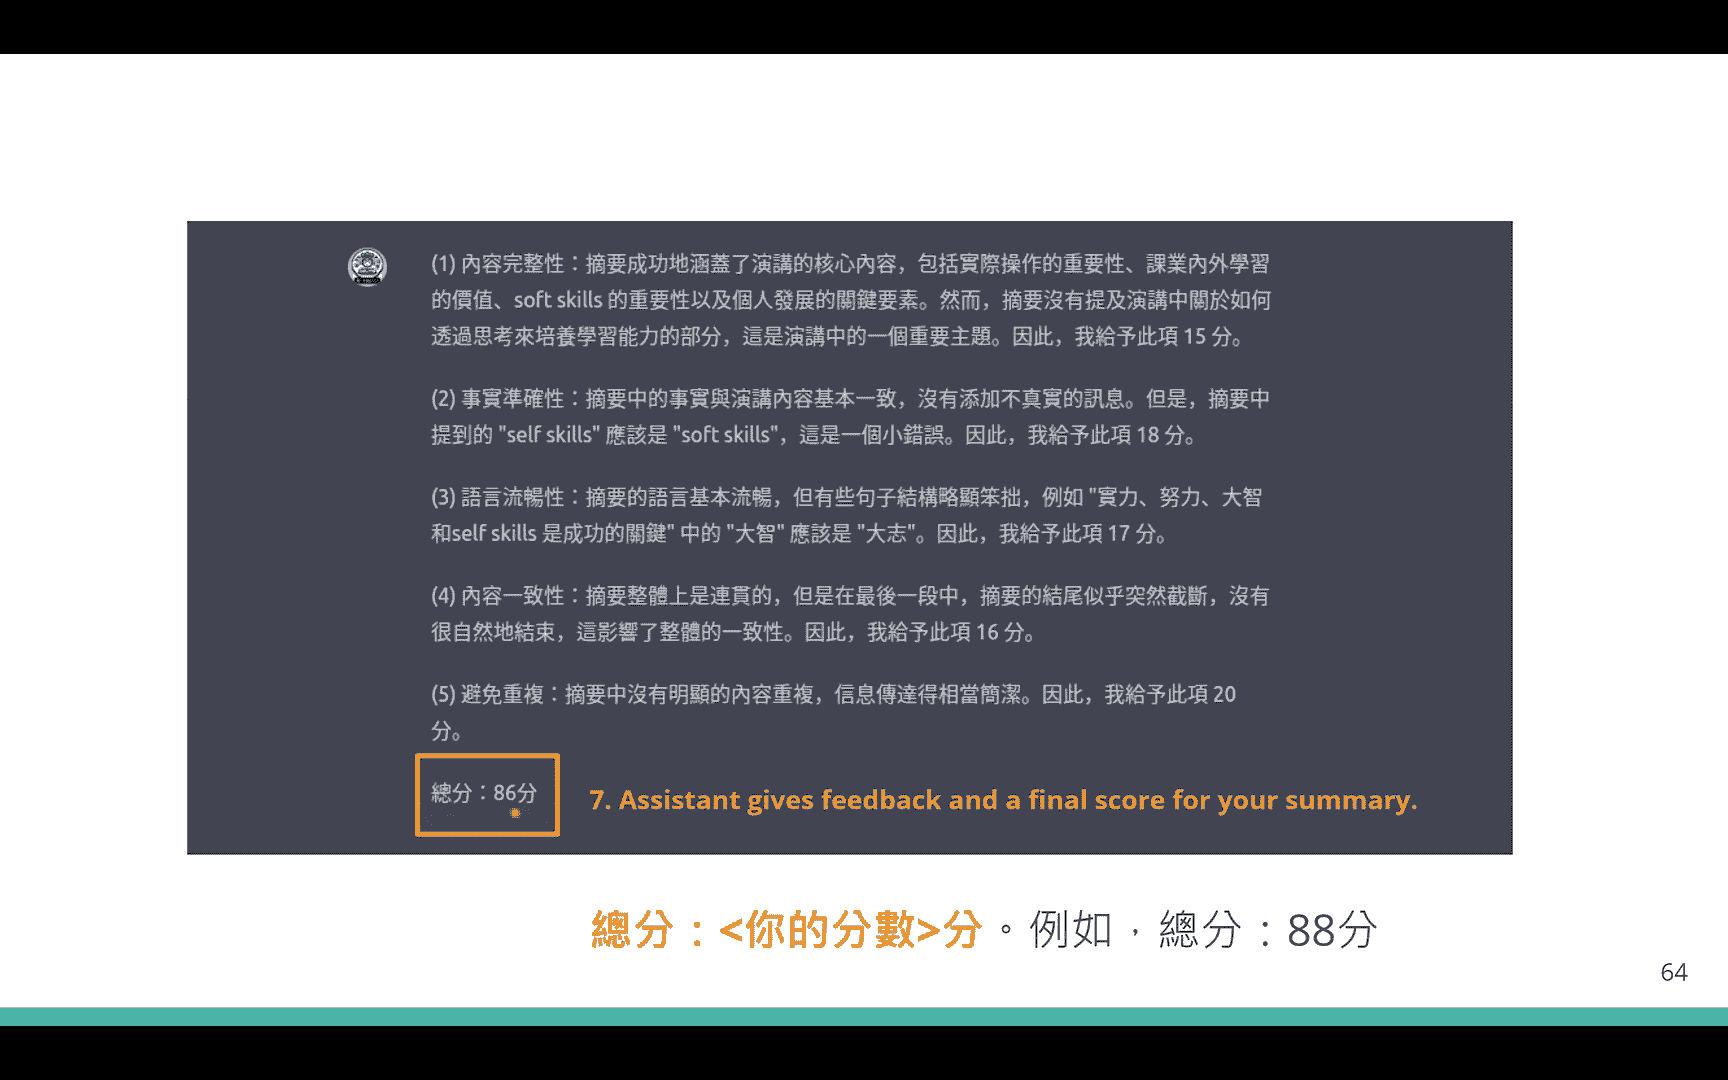 (1) 內容完整性：摘要成功地涵蓋了演講的核心內容，包括實際操作的重要性、課業內外學習
的價值、soft skills 的重要性以及個人發展的關鍵要素。然而，摘要沒有提及演講中關於如何
透過思考來培養學習能力的部分，這是演講中的一個重要主題。因此，我給予此項 15 分。
(2) 事實準確性：摘要中的事實與演講內容基本一致，沒有添加不真實的訊息。但是，摘要中
提到的 "self skills" 應該是 "soft skills"，這是一個小錯誤。因此，我給予此項 18 分。
(3) 語言流暢性：摘要的語言基本流暢，但有些句子結構略顯笨拙，例如 "實力、努力、大智
和self skills 是成功的關鍵" 中的 "大智" 應該是 "大志"。因此，我給予此項 17 分。
(4) 內容一致性：摘要整體上是連貫的，但是在最後一段中，摘要的結尾似乎突然截斷，沒有
很自然地結束，這影響了整體的一致性。因此，我給予此項 16 分。
(5) 避免重複：摘要中沒有明顯的內容重複，信息傳達得相當簡潔。因此，我給予此項 20
分。
總分：86分
7. Assistant gives feedback and a final score for your summary.
總分：<你的分數>分。例如，總分：88分
64